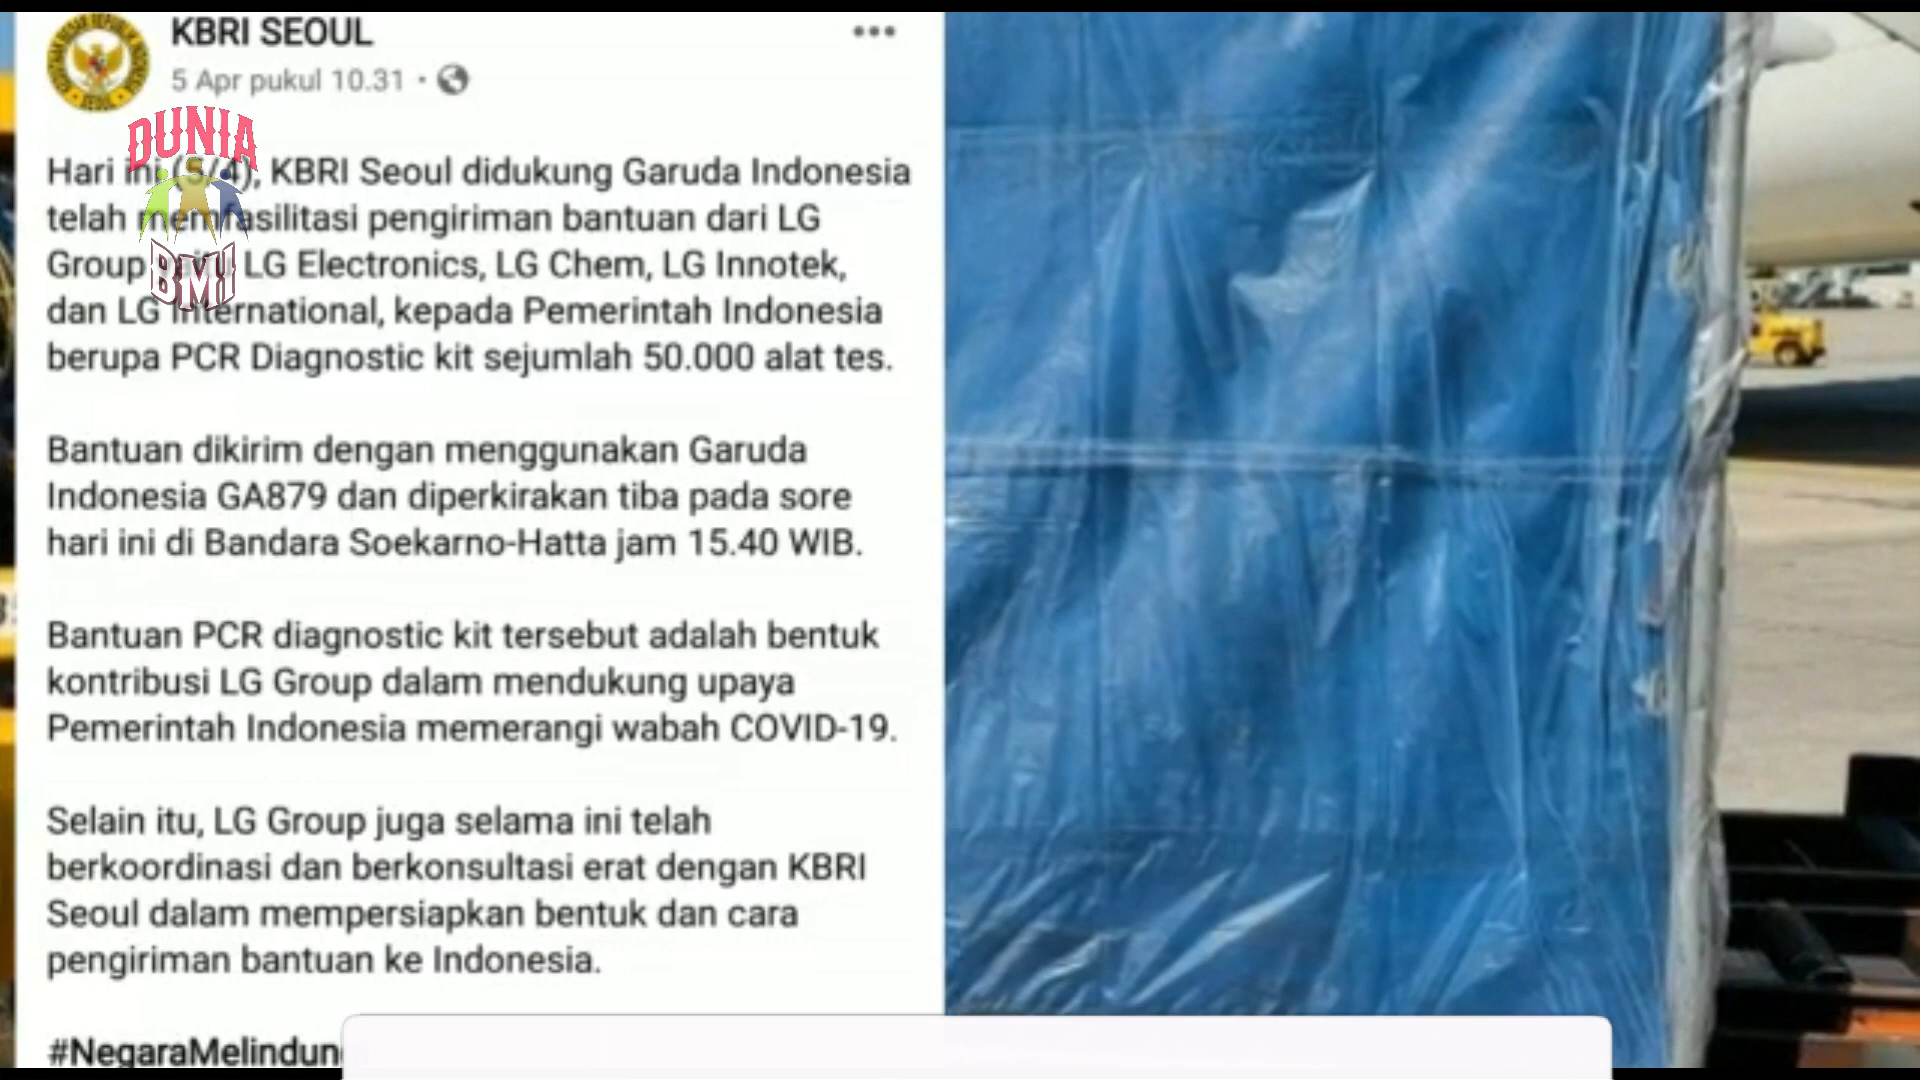 KBRI SEOUL
5 Apr pukul 10.31
DUNIA
BMI
Hari ini (5/4), KBRI Seoul didukung Garuda Indonesia
telah memfasilitasi pengiriman bantuan dari LG
Group LG Electronics, LG Chem, LG Innotek,
dan LG International, kepada Pemerintah Indonesia
berupa PCR Diagnostic kit sejumlah 50.000 alat tes.
Bantuan dikirim dengan menggunakan Garuda
Indonesia GA879 dan diperkirakan tiba pada sore
hari ini di Bandara Soekarno-Hatta jam 15.40 WIB.
Bantuan PCR diagnostic kit tersebut adalah bentuk
kontribusi LG Group dalam mendukung upaya
Pemerintah Indonesia memerangi wabah COVID-19.
Selain itu, LG Group juga selama ini telah
berkoordinasi dan berkonsultasi erat dengan KBRI
Seoul dalam mempersiapkan bentuk dan cara
pengiriman bantuan ke Indonesia.
#NegaraMelindun